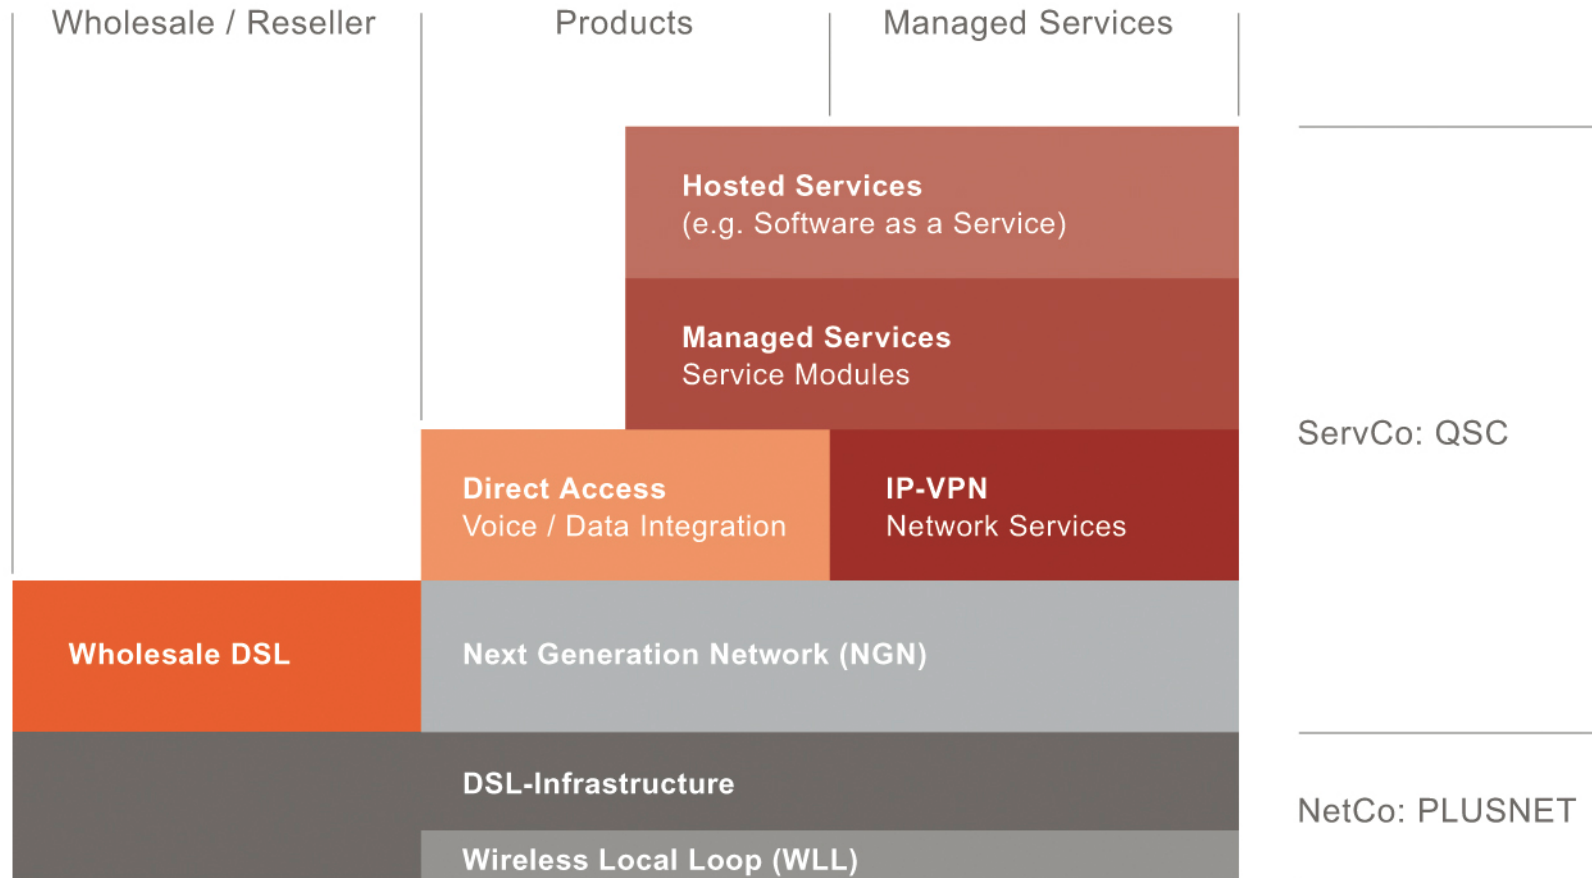 Wholesale / Reseller
Products
Managed Services
Hosted Services
(e.g. Software as a Service)
Managed Services
Service Modules
ServCo: QSC
Direct Access
Voice / Data Integration
IP-VPN
Network Services
Wholesale DSL
Next Generation Network (NGN)
DSL-Infrastructure
NetCo: PLUSNET
Wireless Local Loop (WLL)